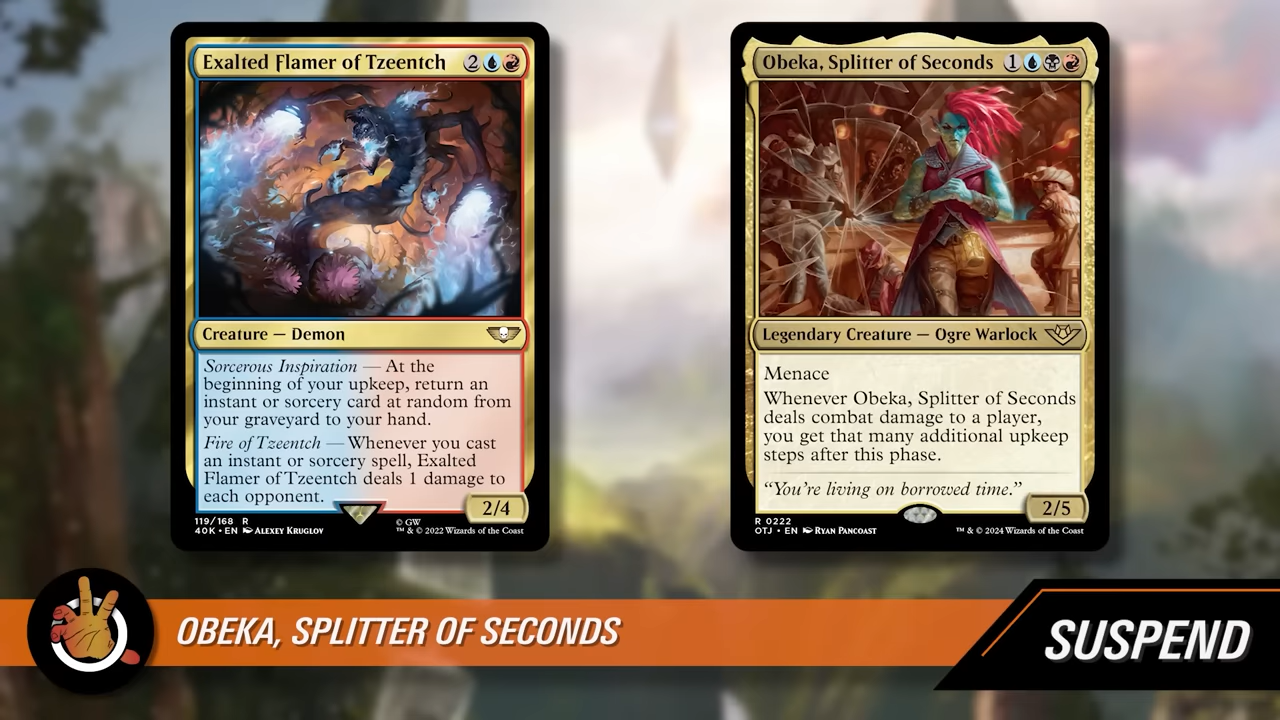 Exalted Flamer of Tzeentch 2
Creature — Demon
Sorcerous Inspiration — At the
beginning of your upkeep, return an
instant or sorcery card at random from
your graveyard to your hand.
Fire of Tzeentch — Whenever you cast
an instant or sorcery spell, Exalted
Flamer of Tzeentch deals 1 damage to
each opponent.
2/4
119/168 R
40K • EN Alexey Kruglov
© GW
™ & © 2022 Wizards of the Coast
Obeka, Splitter of Seconds 1
Legendary Creature — Ogre Warlock
Menace
Whenever Obeka, Splitter of Seconds
deals combat damage to a player,
you get that many additional upkeep
steps after this phase.
“You’re living on borrowed time.”
2/5
R 0222
OTJ • EN Ryan Pancoast
™ & © 2024 Wizards of the Coast
OBEKA, SPLITTER OF SECONDS
SUSPEND